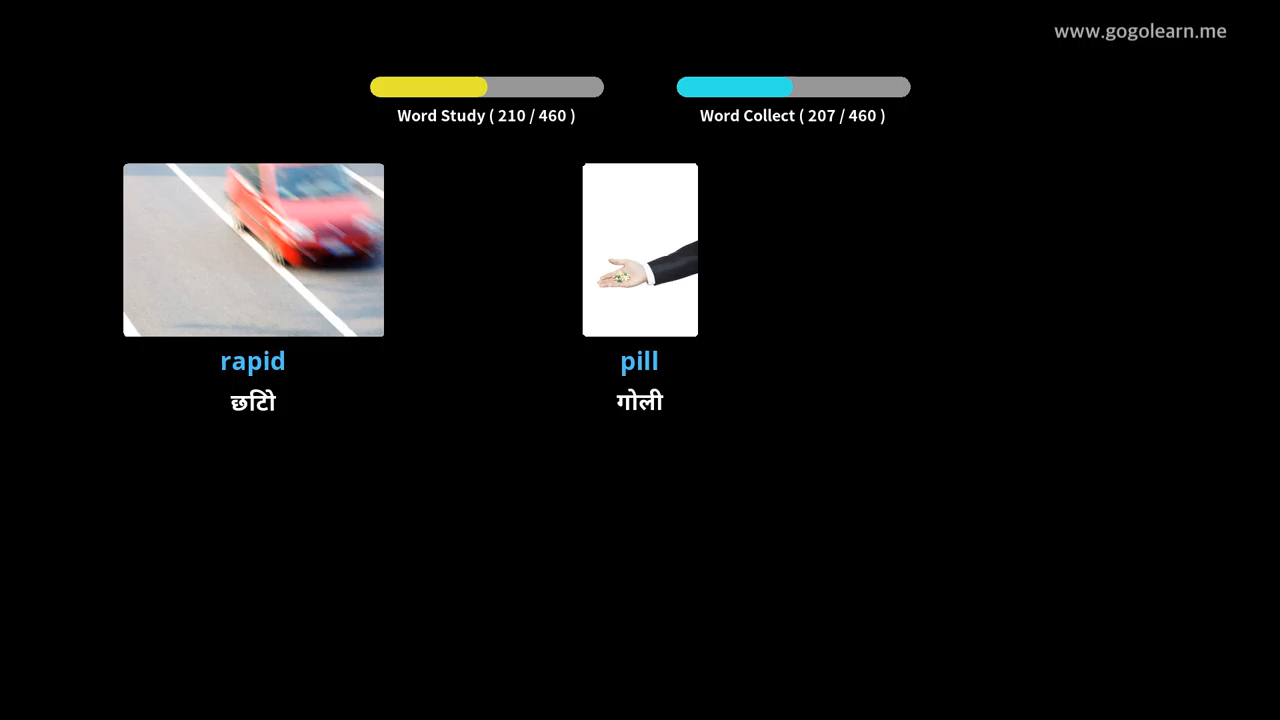 www.gogolearn.me
Word Study ( 210 / 460 )
Word Collect ( 207 / 460 )
rapid
pill
छिटो
गोली